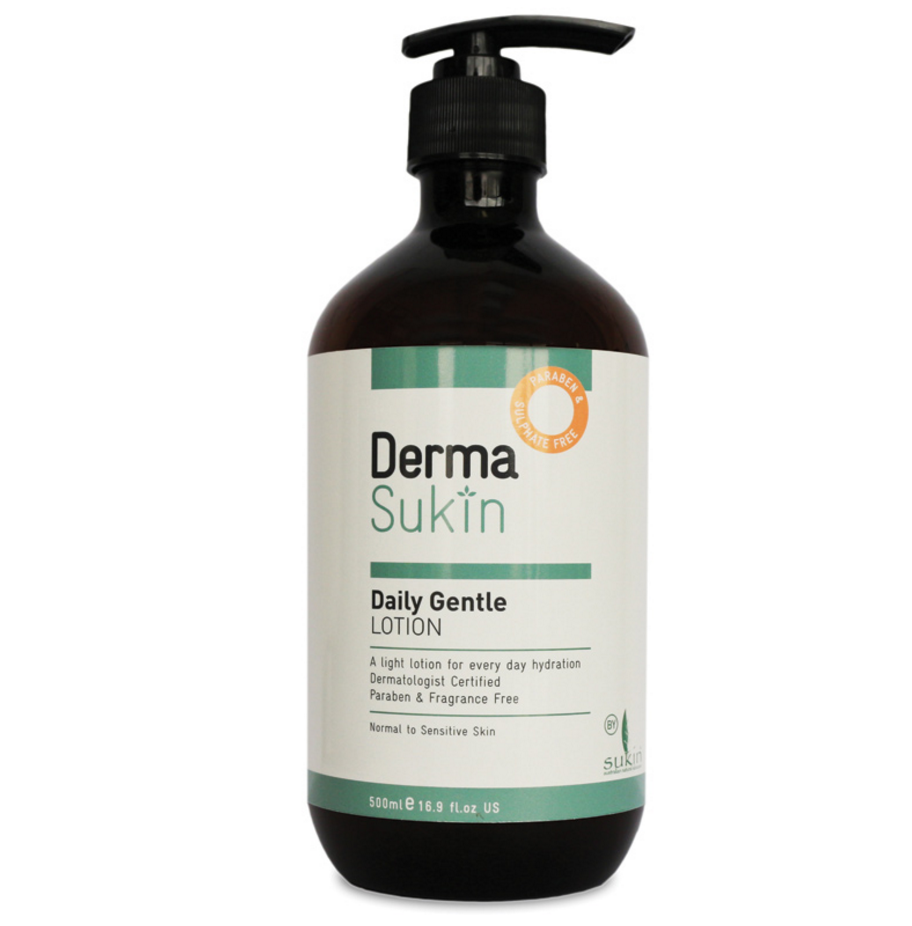 PARABEN &
SULPHATE FREE
Derma
Sukin
Daily Gentle
LOTION
A light lotion for every day hydration
Dermatologist Certified
Paraben & Fragrance Free
Normal to Sensitive Skin
BY
sukin
500ml e 16.9 fl.oz US